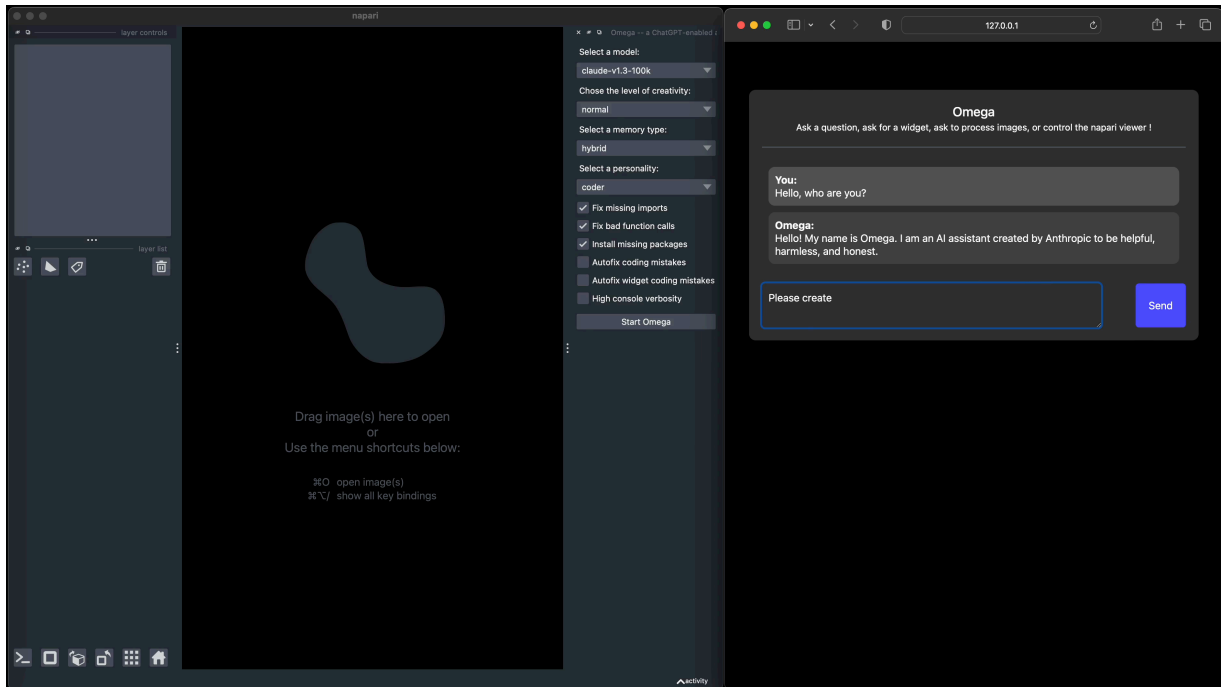 napari
layer controls
layer list
Drag image(s) here to open
or
Use the menu shortcuts below:
⌘O open image(s)
⌘⌥/ show all key bindings
Omega -- a ChatGPT-enabled a
Select a model:
claude-v1.3-100k
Chose the level of creativity:
normal
Select a memory type:
hybrid
Select a personality:
coder
Fix missing imports
Fix bad function calls
Install missing packages
Autofix coding mistakes
Autofix widget coding mistakes
High console verbosity
Start Omega
activity
127.0.0.1
Omega
Ask a question, ask for a widget, ask to process images, or control the napari viewer !
You:
Hello, who are you?
Omega:
Hello! My name is Omega. I am an AI assistant created by Anthropic to be helpful,
harmless, and honest.
Please create
Send